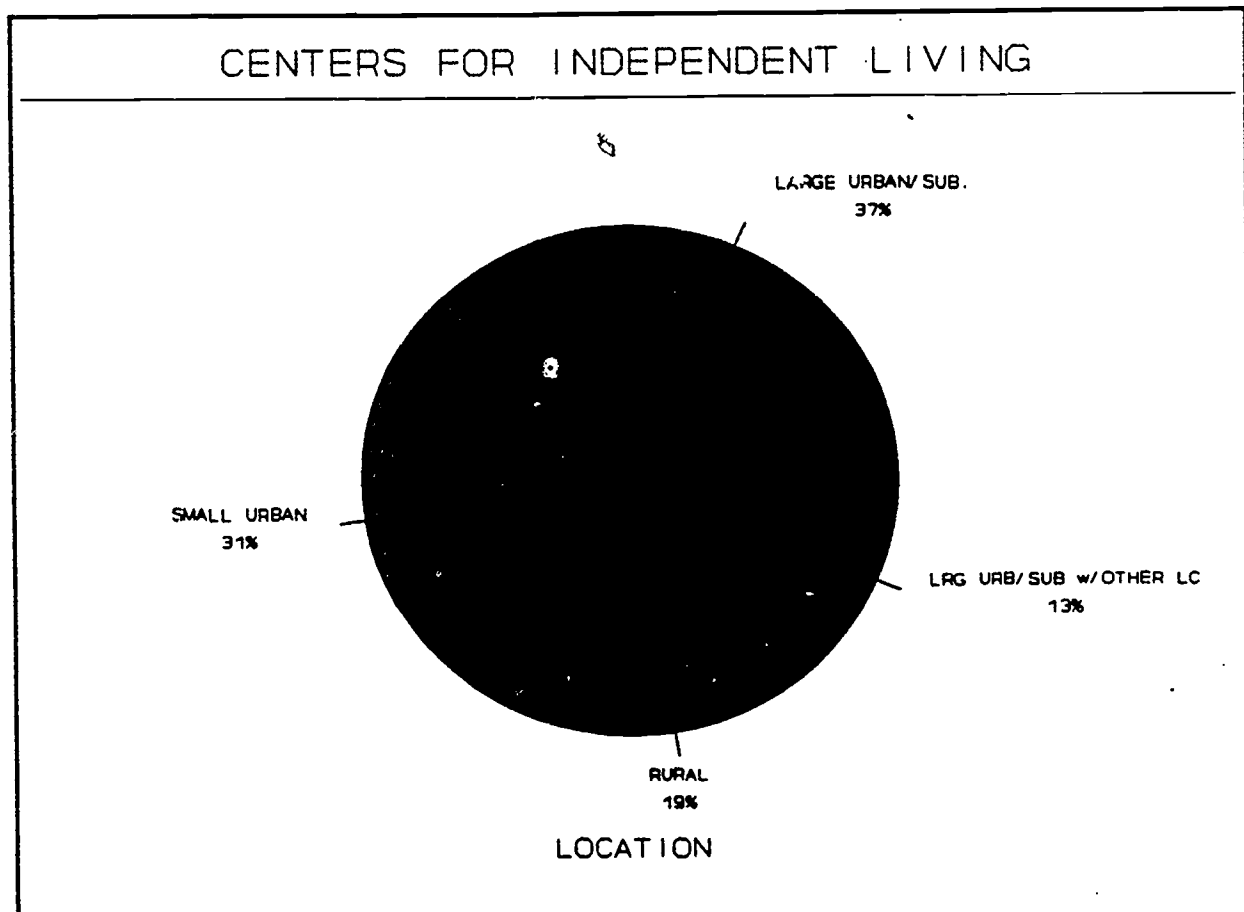 CENTERS FOR INDEPENDENT LIVING
LARGE URBAN/SUB.
37%
SMALL URBAN
31%
LRG URB/SUB w/OTHER LC
13%
RURAL
19%
LOCATION